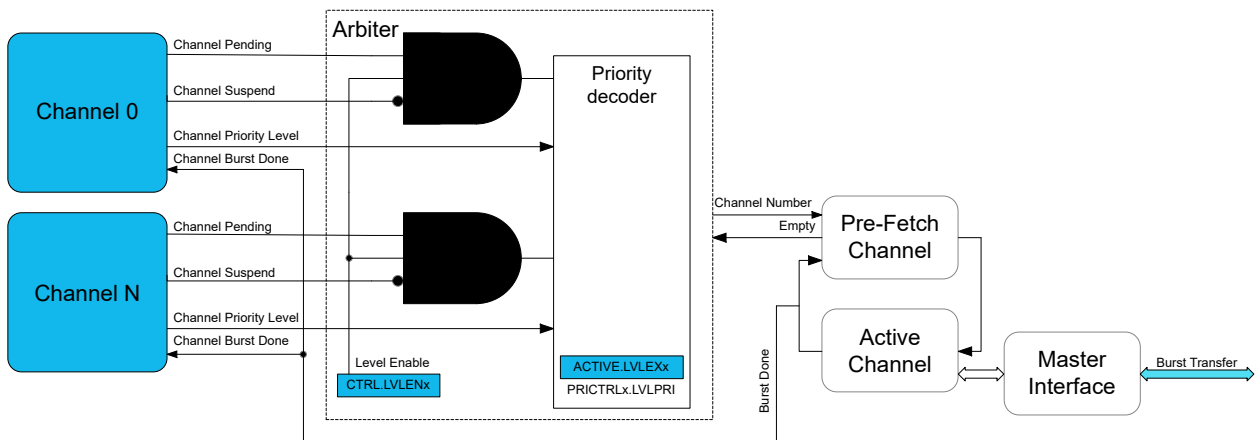 Arbiter
Channel 0
Channel Pending
Channel Suspend
Channel Priority Level
Channel Burst Done
Priority
decoder
Channel N
Channel Pending
Channel Suspend
Channel Priority Level
Channel Burst Done
Level Enable
CTRL.LVLENx
ACTIVE.LVLEXx
PRICTRLx.LVLPRI
Channel Number
Empty
Pre-Fetch
Channel
Burst Done
Active
Channel
Master
Interface
Burst Transfer